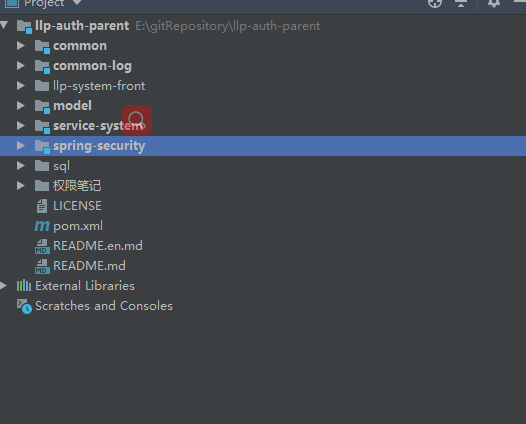 Project
llp-auth-parent E:\gitRepository\llp-auth-parent
common
common-log
llp-system-front
model
service-system
spring-security
sql
权限笔记
LICENSE
pom.xml
README.en.md
README.md
External Libraries
Scratches and Consoles